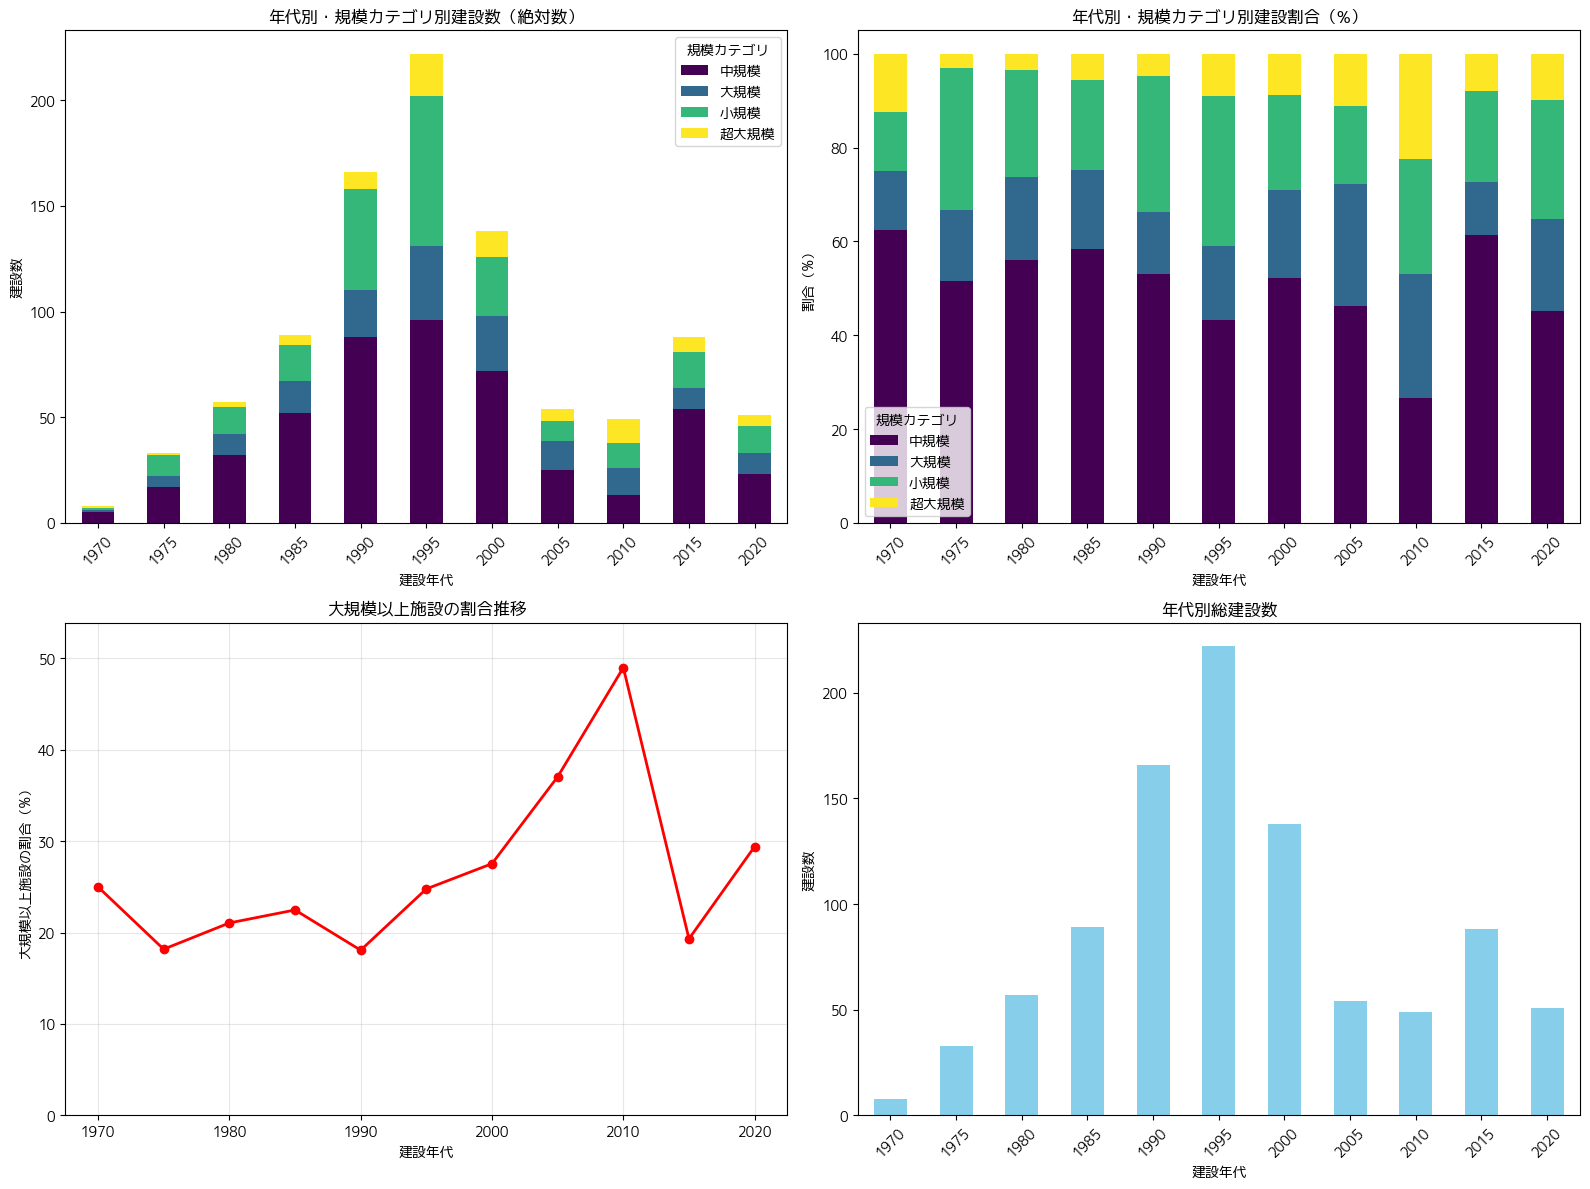 年代別・規模カテゴリ別建設数（絶対数）
建設数
200
150
100
50
0
規模カテゴリ
中規模
大規模
小規模
超大規模
1970
1975
1980
1985
1990
1995
2000
2005
2010
2015
2020
建設年代
年代別・規模カテゴリ別建設割合（%）
割合（%）
100
80
60
40
20
0
規模カテゴリ
中規模
大規模
小規模
超大規模
1970
1975
1980
1985
1990
1995
2000
2005
2010
2015
2020
建設年代
大規模以上施設の割合推移
大規模以上施設の割合（%）
50
40
30
20
10
0
1970
1980
1990
2000
2010
2020
建設年代
年代別総建設数
建設数
200
150
100
50
0
1970
1975
1980
1985
1990
1995
2000
2005
2010
2015
2020
建設年代